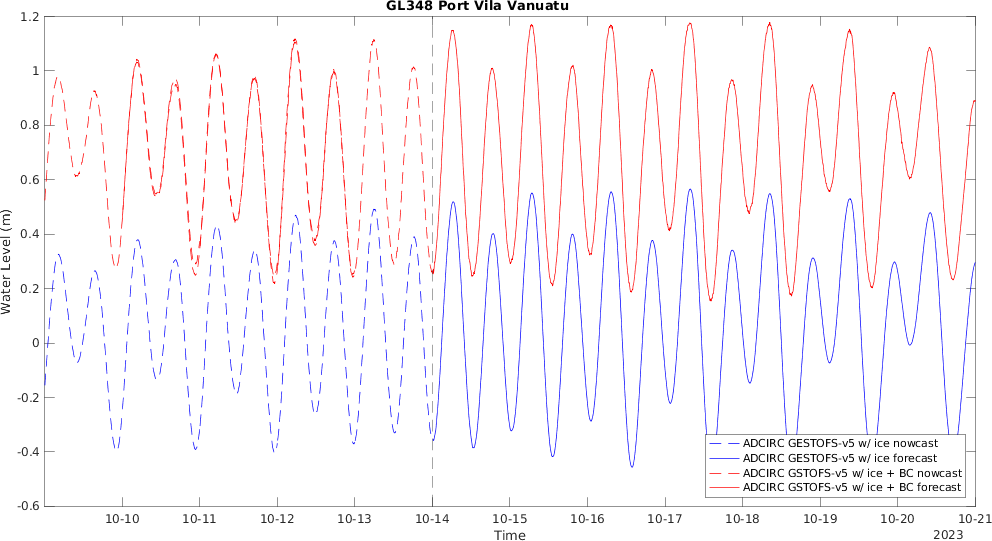 GL348 Port Vila Vanuatu
1.2
1
0.8
0.6
0.4
0.2
0
-0.2
-0.4
-0.6
Water Level (m)
ADCIRC GESTOFS-v5 w/ ice nowcast
ADCIRC GESTOFS-v5 w/ ice forecast
ADCIRC GSTOFS-v5 w/ ice + BC nowcast
ADCIRC GSTOFS-v5 w/ ice + BC forecast
10-10 10-11 10-12 10-13 10-14 10-15 10-16 10-17 10-18 10-19 10-20 10-21
Time
2023